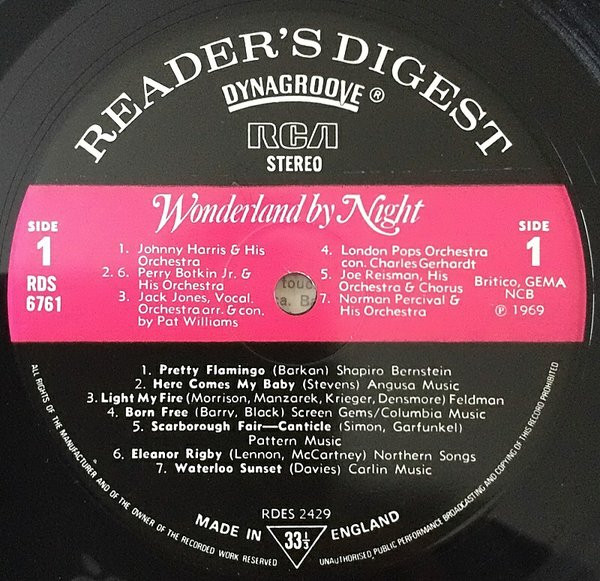 READER'S DIGEST
DYNAGROOVE ®
RCA
STEREO
Wonderland by Night
SIDE
1
RDS
6761
1. Johnny Harris & His
Orchestra
2. 6. Perry Botkin Jr. &
His Orchestra
3. Jack Jones, Vocal.
Orchestra arr. & con.
by Pat Williams
4. London Pops Orchestra
con. Charles Gerhardt
5. Joe Reisman, His
Orchestra & Chorus
7. Norman Percival &
His Orchestra
SIDE
1
Britico, GEMA
NCB
℗ 1969
touc
a. B
1. Pretty Flamingo (Barkan) Shapiro Bernstein
2. Here Comes My Baby (Stevens) Angusa Music
3. Light My Fire (Morrison, Manzarek, Krieger, Densmore) Feldman
4. Born Free (Barry, Black) Screen Gems/Columbia Music
5. Scarborough Fair—Canticle (Simon, Garfunkel)
Pattern Music
6. Eleanor Rigby (Lennon, McCartney) Northern Songs
7. Waterloo Sunset (Davies) Carlin Music
RDES 2429
MADE IN 33⅓ ENGLAND
ALL RIGHTS OF THE MANUFACTURER AND OF THE OWNER OF THE RECORDED WORK RESERVED
UNAUTHORISED PUBLIC PERFORMANCE BROADCASTING AND COPYING OF THIS RECORD PROHIBITED